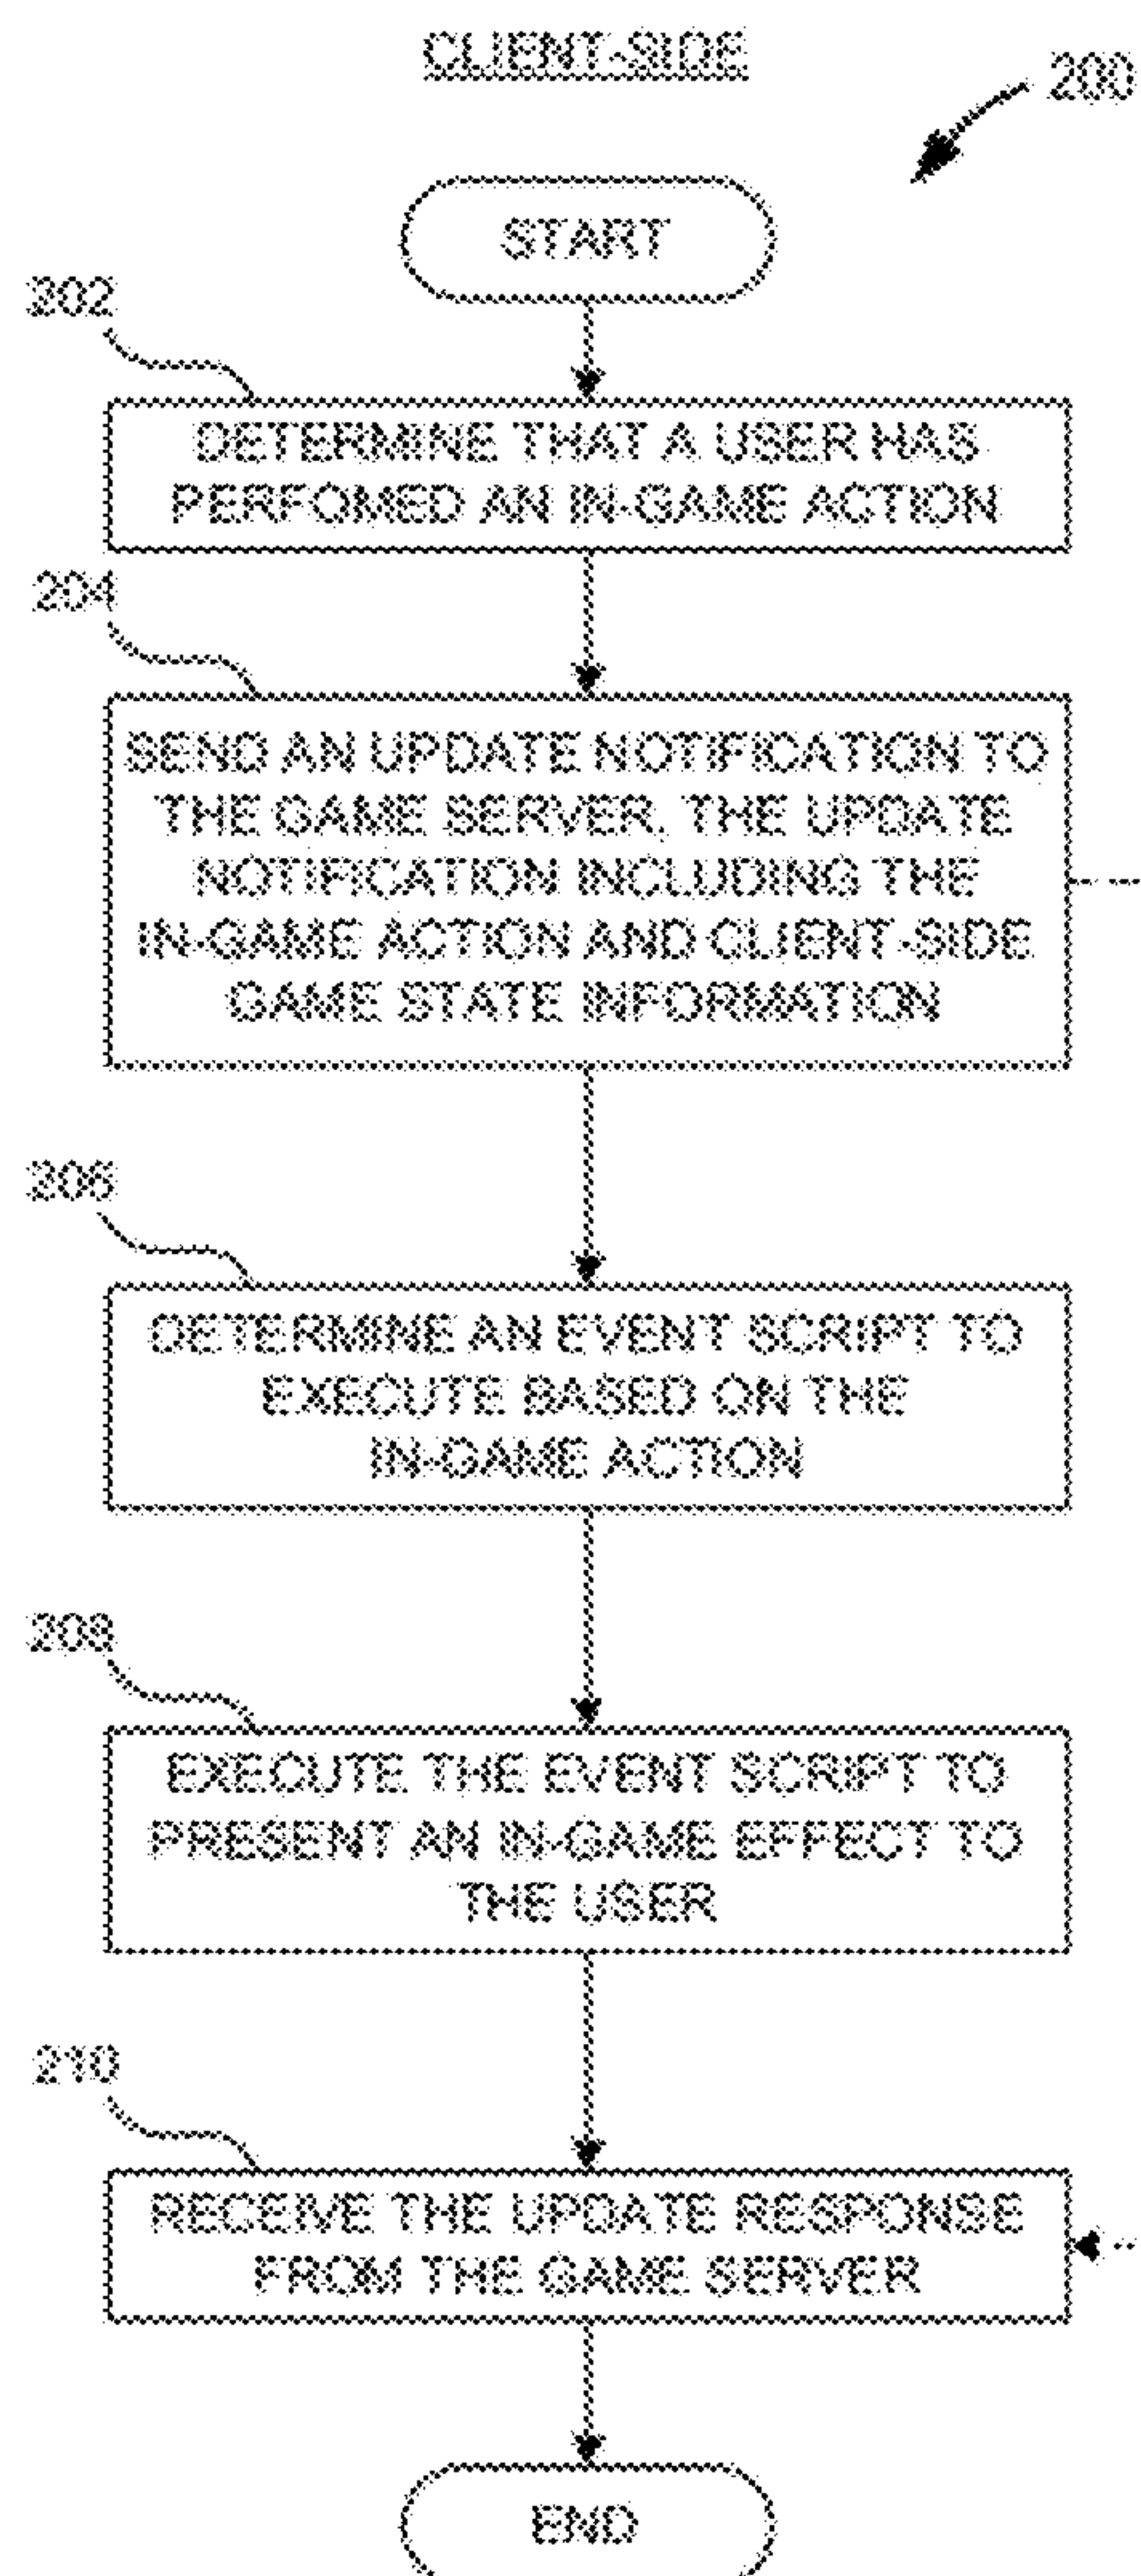 CLIENT-SIDE
200
START
202
DETERMINE THAT A USER HAS
PERFOMED AN IN-GAME ACTION
204
SEND AN UPDATE NOTIFICATION TO
THE GAME SERVER, THE UPDATE
NOTIFICATION INCLUDING THE
IN-GAME ACTION AND CLIENT-SIDE
GAME STATE INFORMATION
206
DETERMINE AN EVENT SCRIPT TO
EXECUTE BASED ON THE
IN-GAME ACTION
208
EXECUTE THE EVENT SCRIPT TO
PRESENT AN IN-GAME EFFECT TO
THE USER
210
RECEIVE THE UPDATE RESPONSE
FROM THE GAME SERVER
END